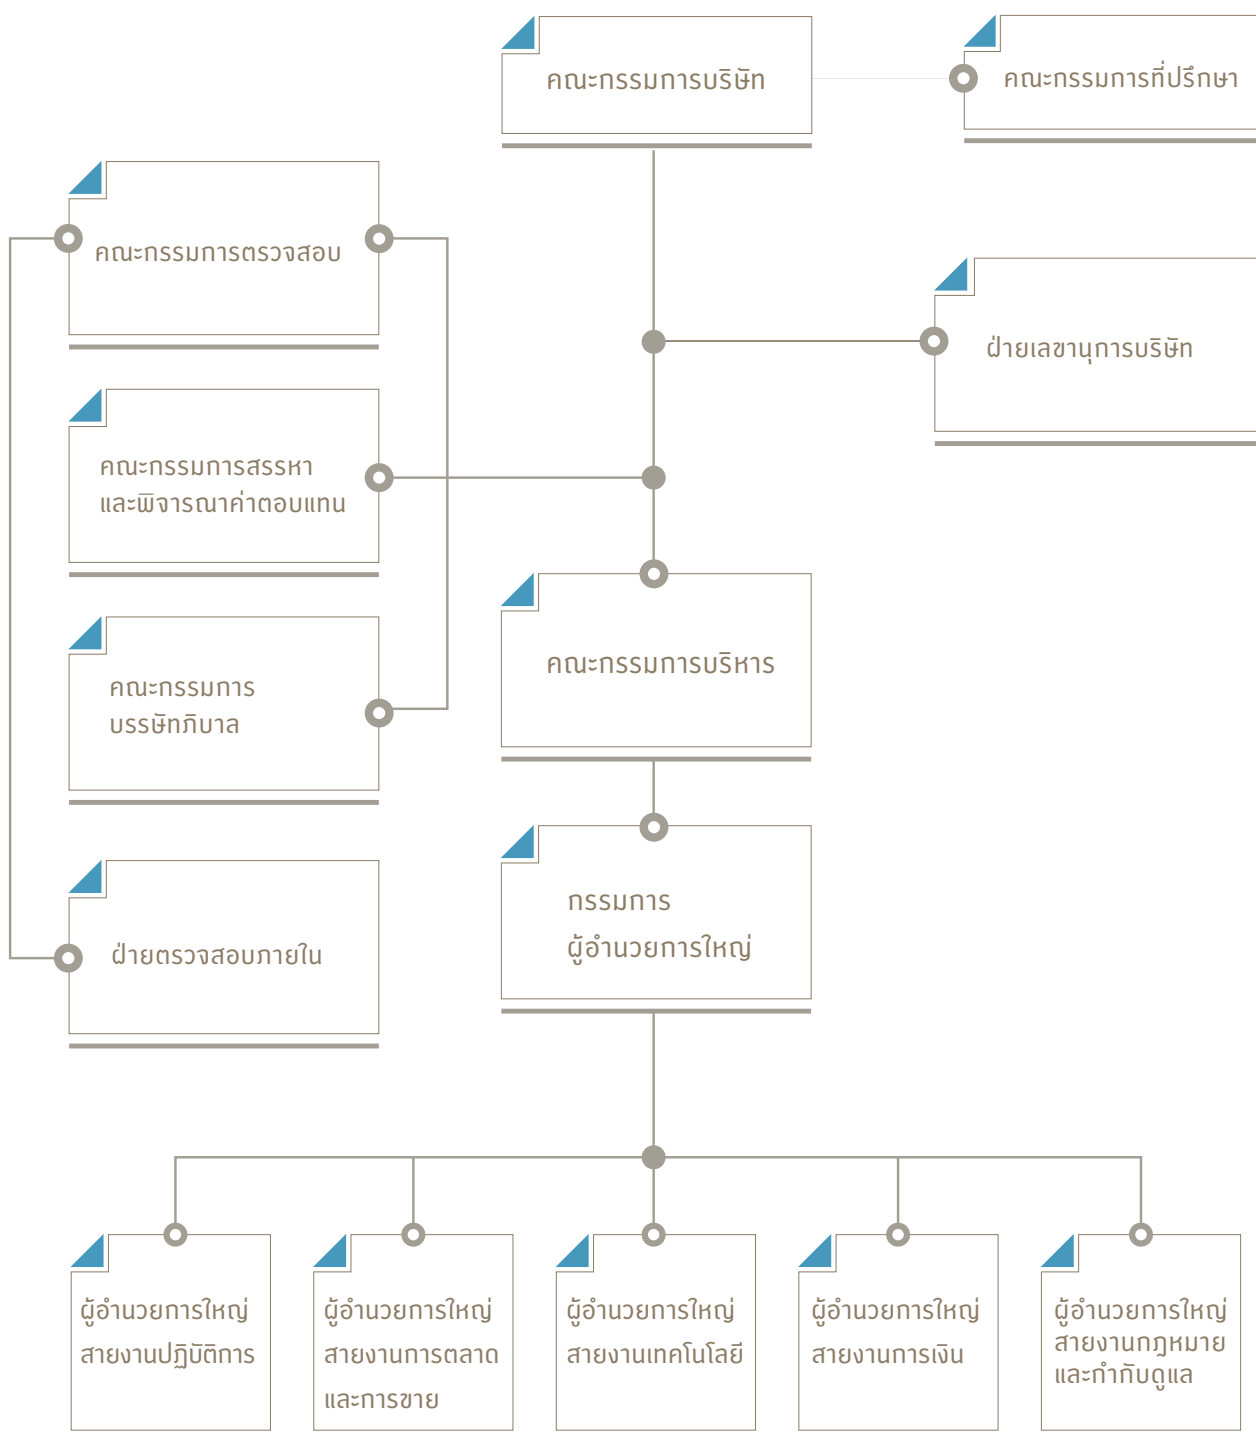 คณะกรรมการบริษัท
คณะกรรมการที่ปรึกษา
คณะกรรมการตรวจสอบ
ฝ่ายเลขานุการบริษัท
คณะกรรมการสรรหา
และพิจารณาค่าตอบแทน
คณะกรรมการบริหาร
คณะกรรมการ
บรรษัทภิบาล
กรรมการ
ผู้อำนวยการใหญ่
ฝ่ายตรวจสอบภายใน
ผู้อำนวยการใหญ่
สายงานปฏิบัติการ
ผู้อำนวยการใหญ่
สายงานการตลาด
และการขาย
ผู้อำนวยการใหญ่
สายงานเทคโนโลยี
ผู้อำนวยการใหญ่
สายงานการเงิน
ผู้อำนวยการใหญ่
สายงานกฎหมาย
และกำกับดูแล